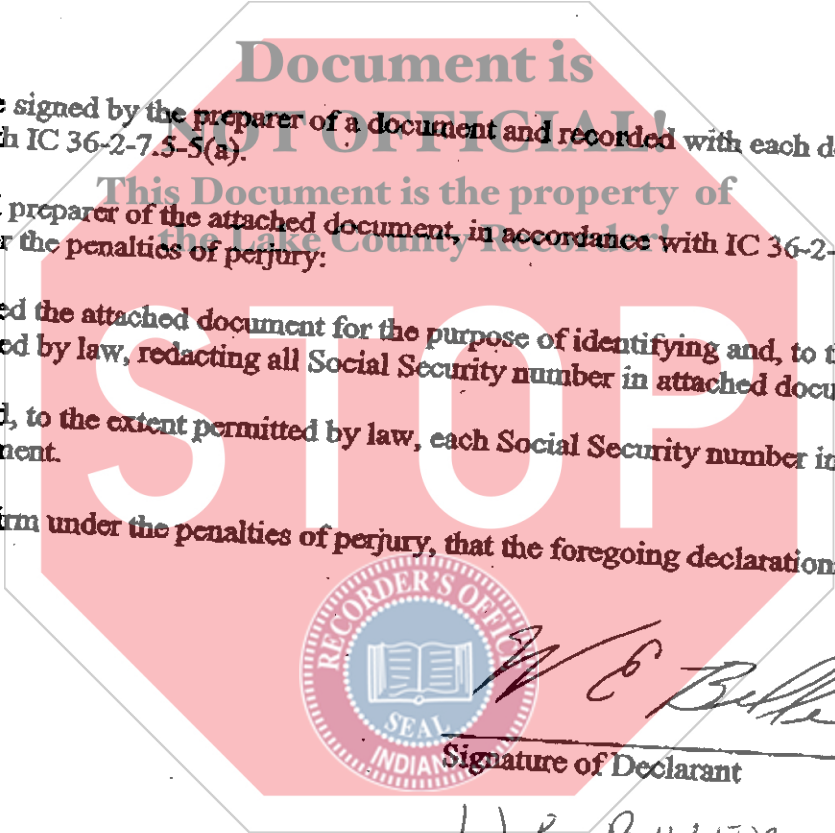 Document is
NOT OFFICIAL!
This Document is the property of
the Lake County Recorder!
STOP
signed by the preparer of a document and recorded with each
IC 36-2-7.5-5(a).
preparer of the attached document, in accordance with IC 36-2-
the penalties of perjury:
the attached document for the purpose of identifying and, to
by law, redacting all Social Security number in attached docu
, to the extent permitted by law, each Social Security number in
ment.
rm under the penalties of perjury, that the foregoing declaration
RECORDER'S OFFICE
SEAL
INDIANA
W E Belle
Signature of Declarant